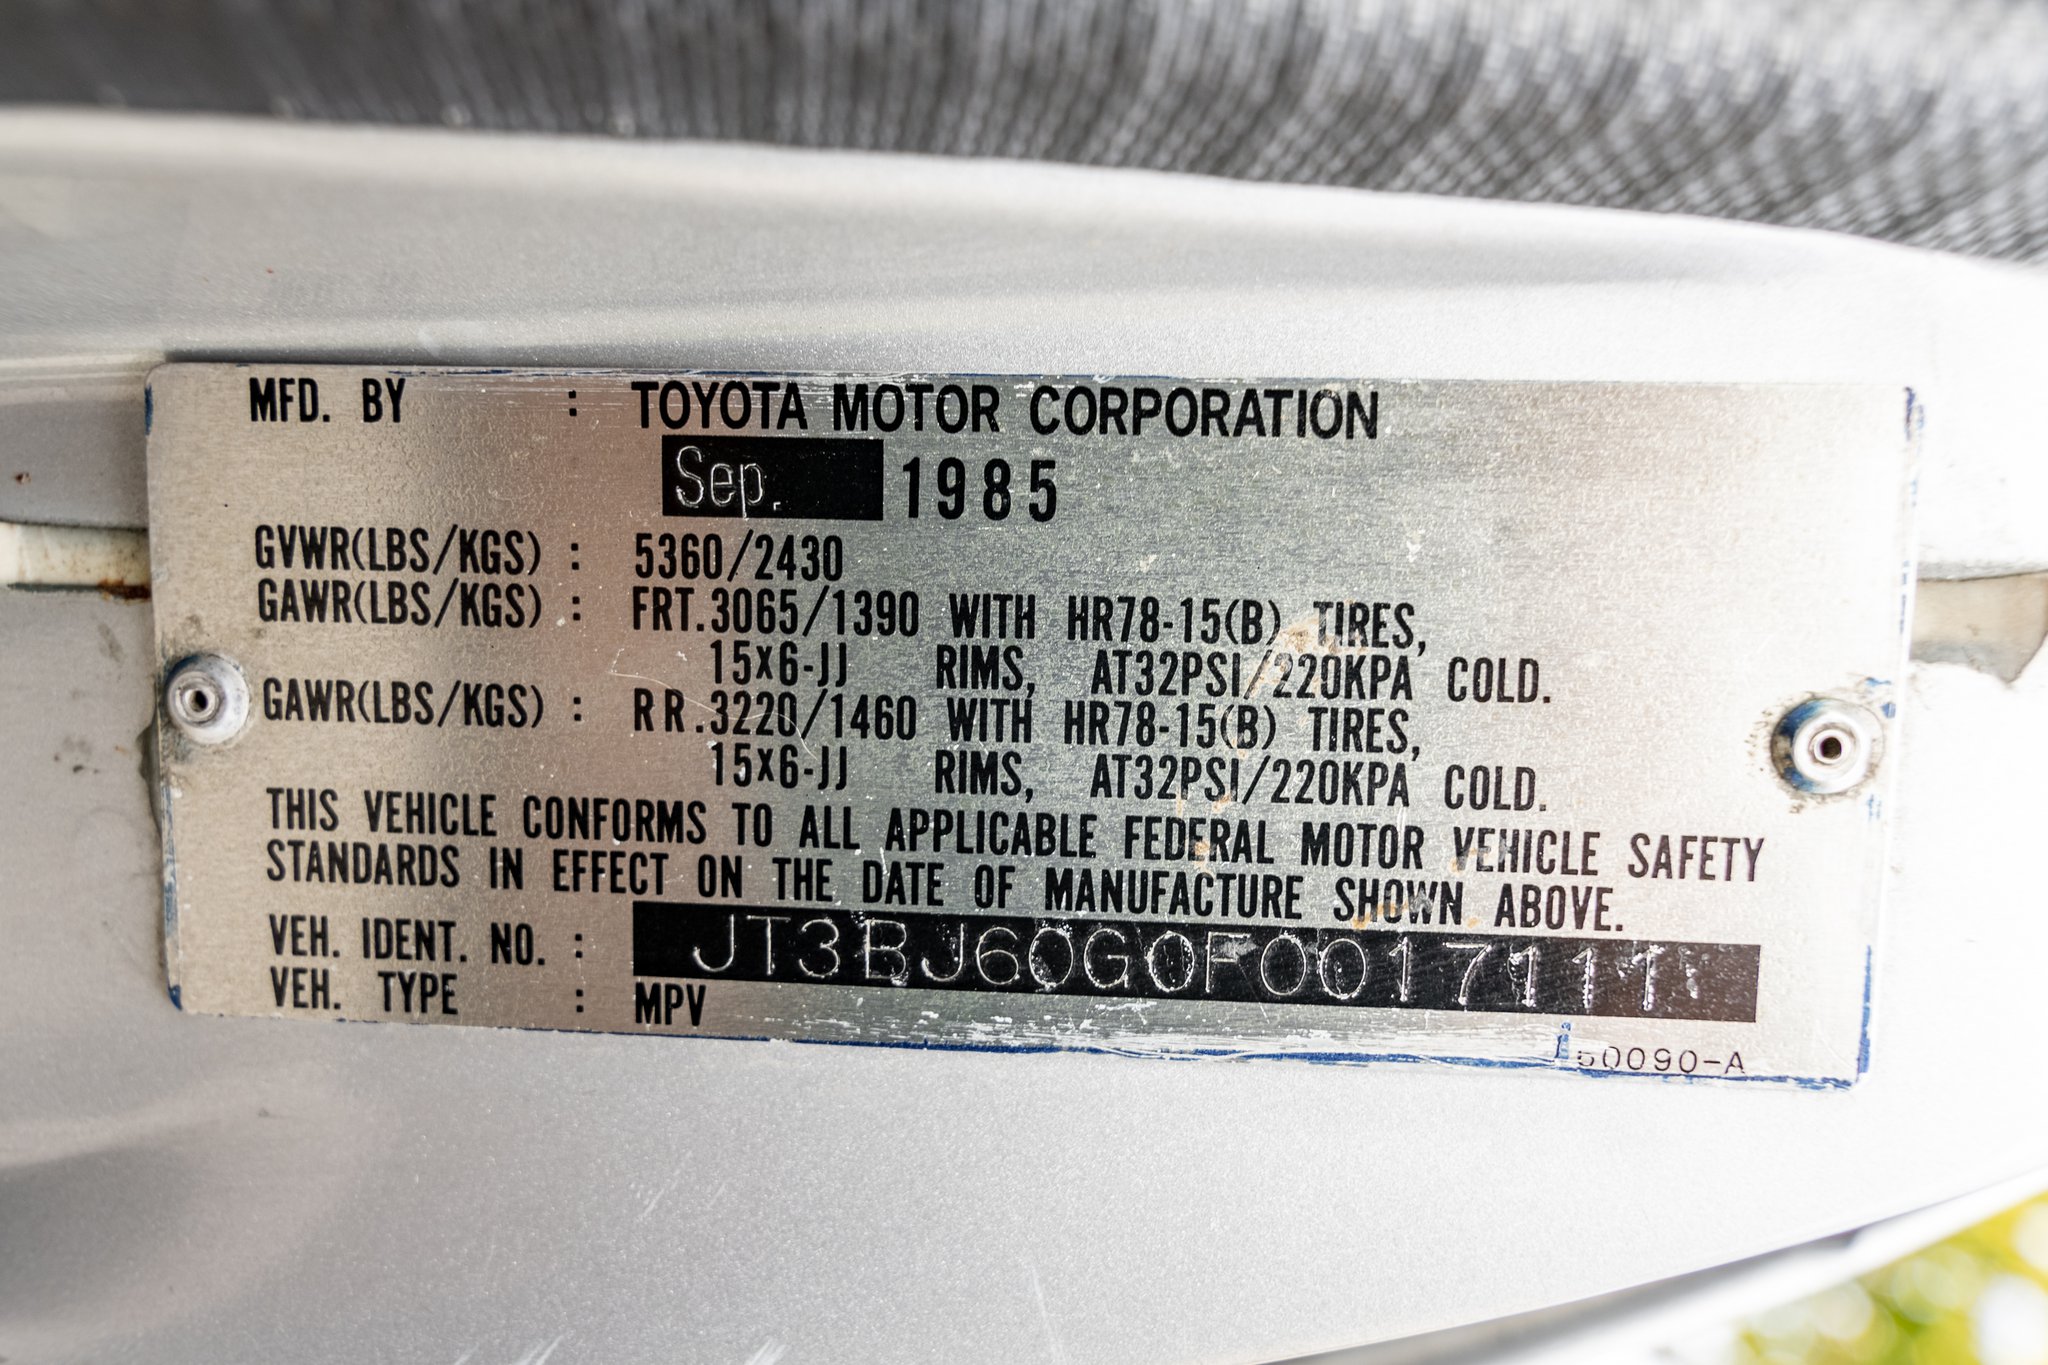 MFD. BY : TOYOTA MOTOR CORPORATION
Sep. 1985
GVWR(LBS/KGS) : 5360/2430
GAWR(LBS/KGS) : FRT.3065/1390 WITH HR78-15(B) TIRES,
15x6-JJ RIMS, AT32PSI/220KPA COLD.
GAWR(LBS/KGS) : RR.3220/1460 WITH HR78-15(B) TIRES,
15x6-JJ RIMS, AT32PSI/220KPA COLD.
THIS VEHICLE CONFORMS TO ALL APPLICABLE FEDERAL MOTOR VEHICLE SAFETY
STANDARDS IN EFFECT ON THE DATE OF MANUFACTURE SHOWN ABOVE.
VEH. IDENT. NO. : JT3BJ60G0F0017111
VEH. TYPE : MPV